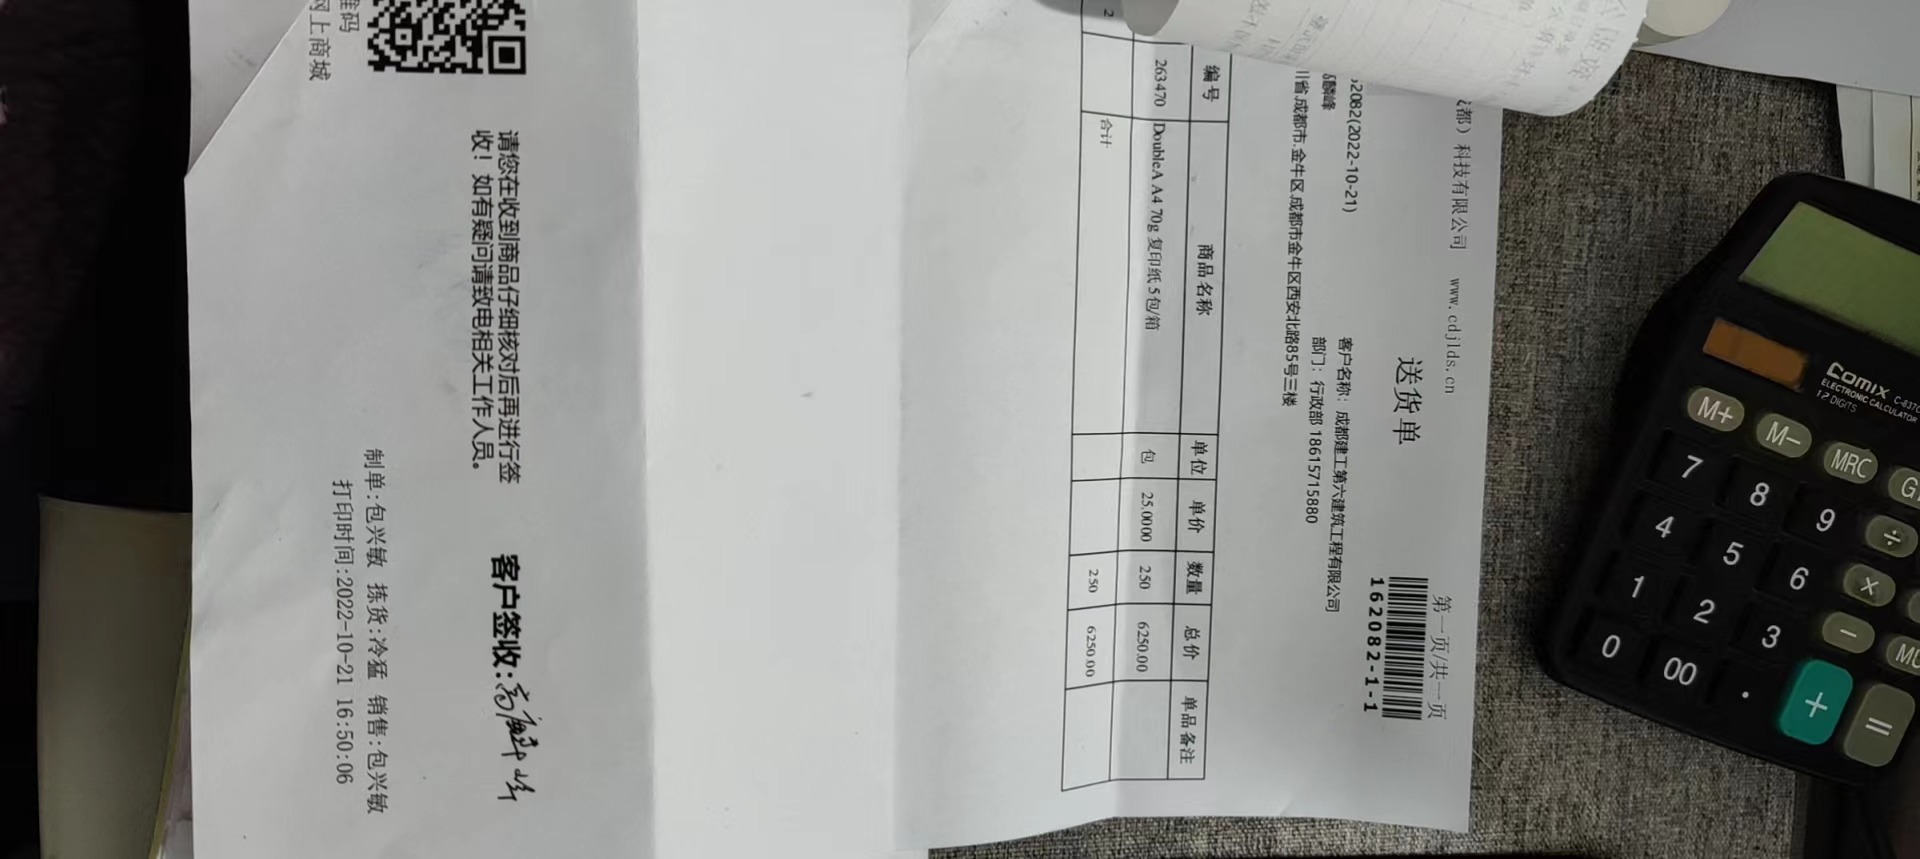 都）科技有限公司 www.cdjlds.cn
第一页/共一页
送货单
162082-1-1
2082(2022-10-21)
客户名称：成都建工第六建筑工程有限公司
麟峰
部门：行政部 18615715880
川省.成都市.金牛区.成都市金牛区西安北路85号三楼
编号 商品名称 单位 单价 数量 总价 单品备注
263470 DoubleA A4 70g 复印纸 5包/箱 包 25.0000 250 6250.00
2 合计 250 6250.00
请您在收到商品仔细核对后再进行签
收！如有疑问请致电相关工作人员。
客户签收：高麟峰
维码
网上商城
制单:包兴敏 拣货:冷猛 销售:包兴敏
打印时间:2022-10-21 16:50:06
Comix
ELECTRONIC CALCULATOR
12 DIGITS
M+ M- MRC
7 8 9 ÷
4 5 6 ×
1 2 3 −
0 00 . + =